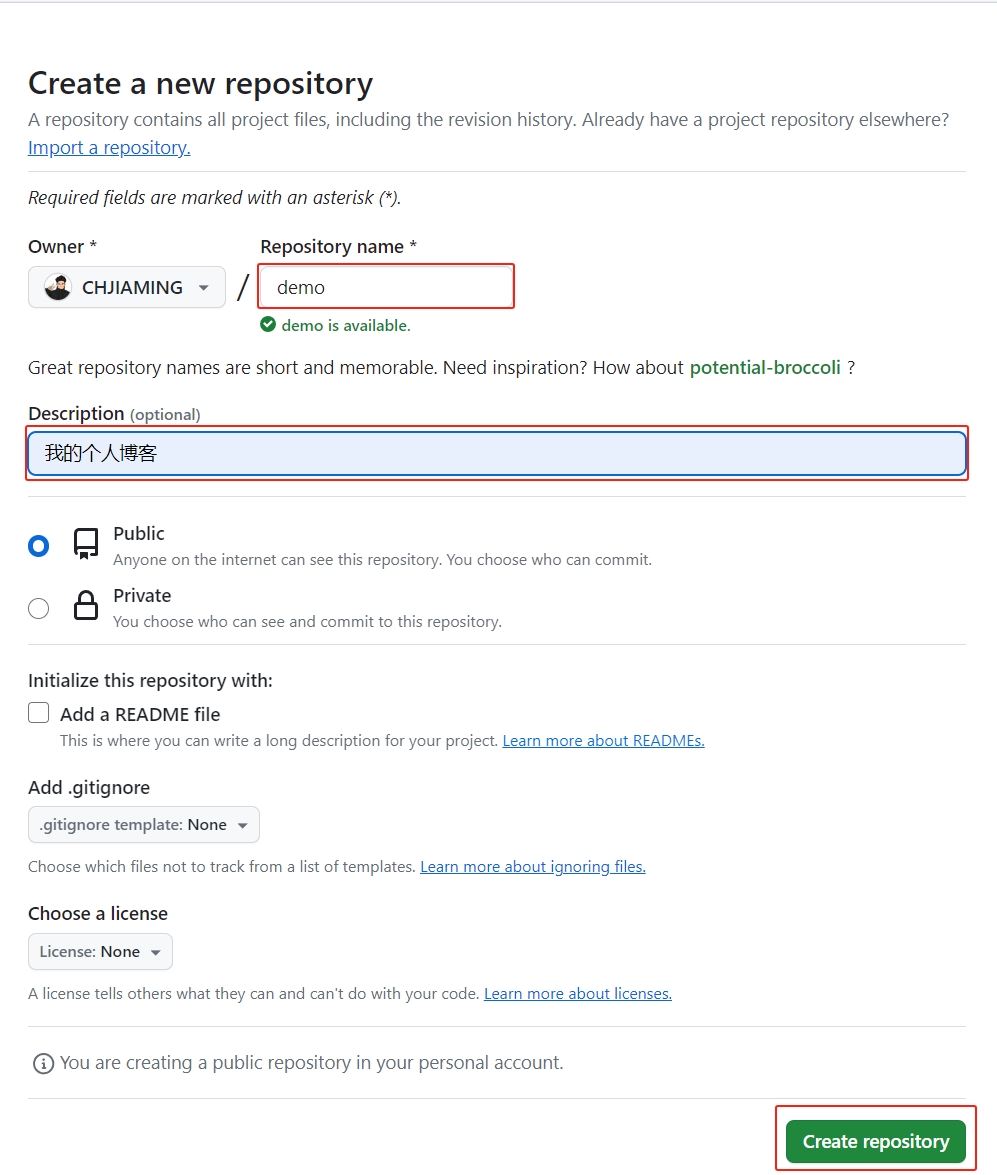 Create a new repository
A repository contains all project files, including the revision history. Already have a project repository elsewhere?
Import a repository.
Required fields are marked with an asterisk (*).
Owner * Repository name *
CHJIAMING / demo
demo is available.
Great repository names are short and memorable. Need inspiration? How about potential-broccoli ?
Description (optional)
我的个人博客
Public
Anyone on the internet can see this repository. You choose who can commit.
Private
You choose who can see and commit to this repository.
Initialize this repository with:
Add a README file
This is where you can write a long description for your project. Learn more about READMEs.
Add .gitignore
.gitignore template: None
Choose which files not to track from a list of templates. Learn more about ignoring files.
Choose a license
License: None
A license tells others what they can and can't do with your code. Learn more about licenses.
You are creating a public repository in your personal account.
Create repository